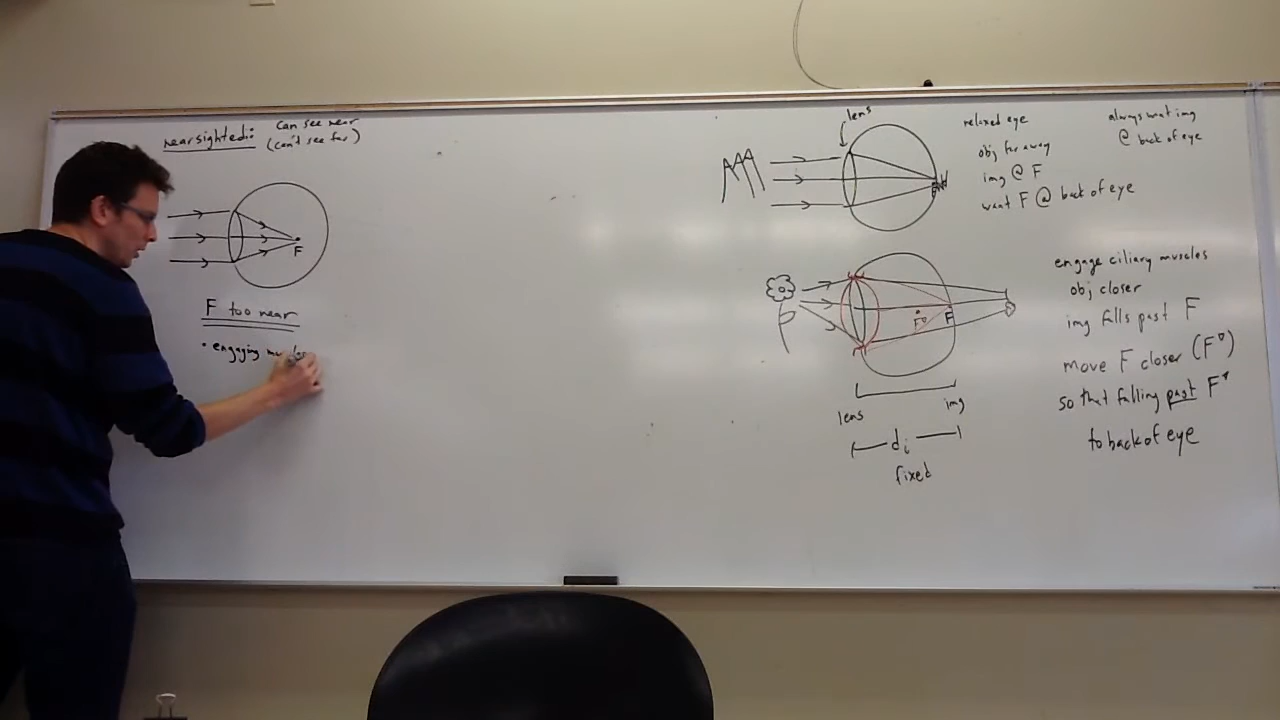 nearsighted:
can see near
(can't see far)
F
F too near
• engaging
lens
relaxed eye
obj far away
img @ F
want F @ back of eye
always want img
@ back of eye
F
engage ciliary muscles
obj closer
img falls past F
move F closer (F')
so that falling past F'
to back of eye
lens
img
di
fixed